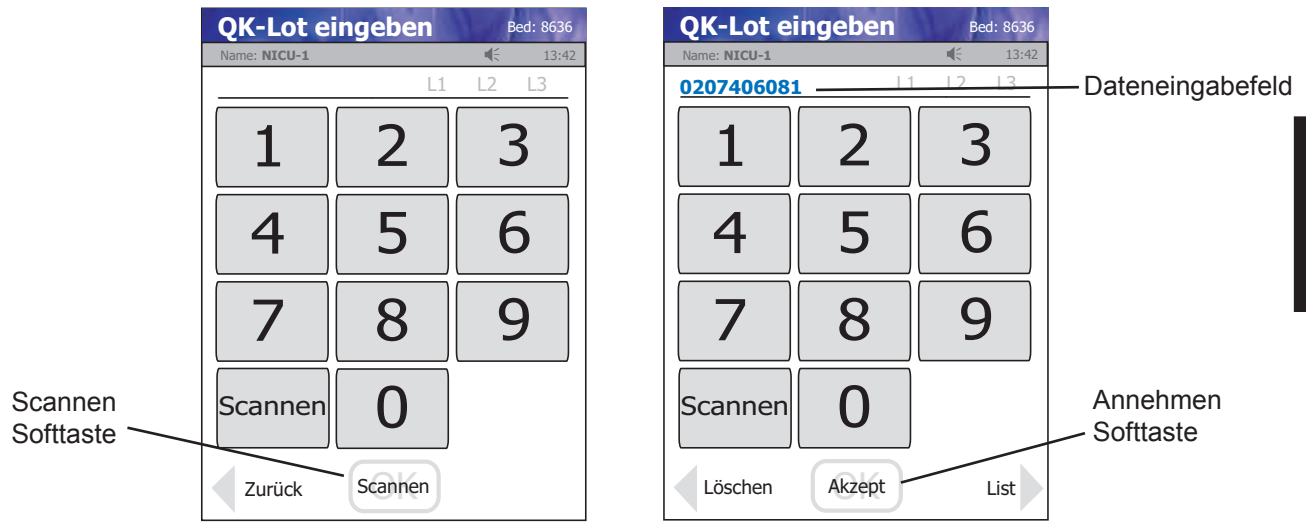 QK-Lot eingeben Bed: 8636
Name: NICU-1 13:42
L1 L2 L3
1 2 3
4 5 6
7 8 9
Scannen 0
Zurück Scannen OK
Scannen
Softtaste
QK-Lot eingeben Bed: 8636
Name: NICU-1 13:42
0207406081 L1 L2 L3
1 2 3
4 5 6
7 8 9
Scannen 0
Löschen Akzept OK List
Dateneingabefeld
Annehmen
Softtaste